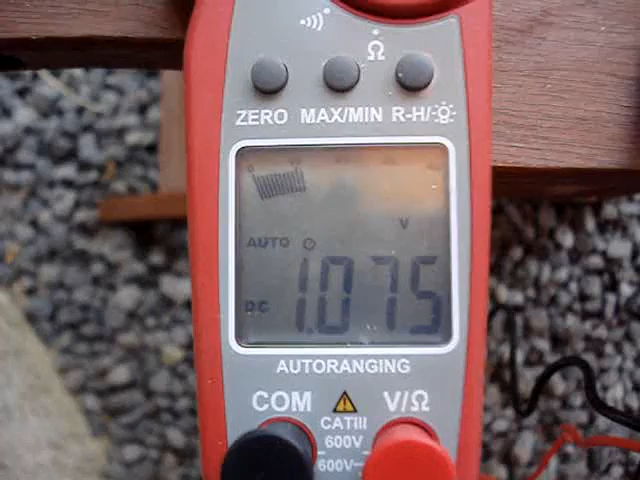 Ω
ZERO MAX/MIN R-H/
V
AUTO
DC 1.075
AUTORANGING
COM V/Ω
CATIII
600V
600V